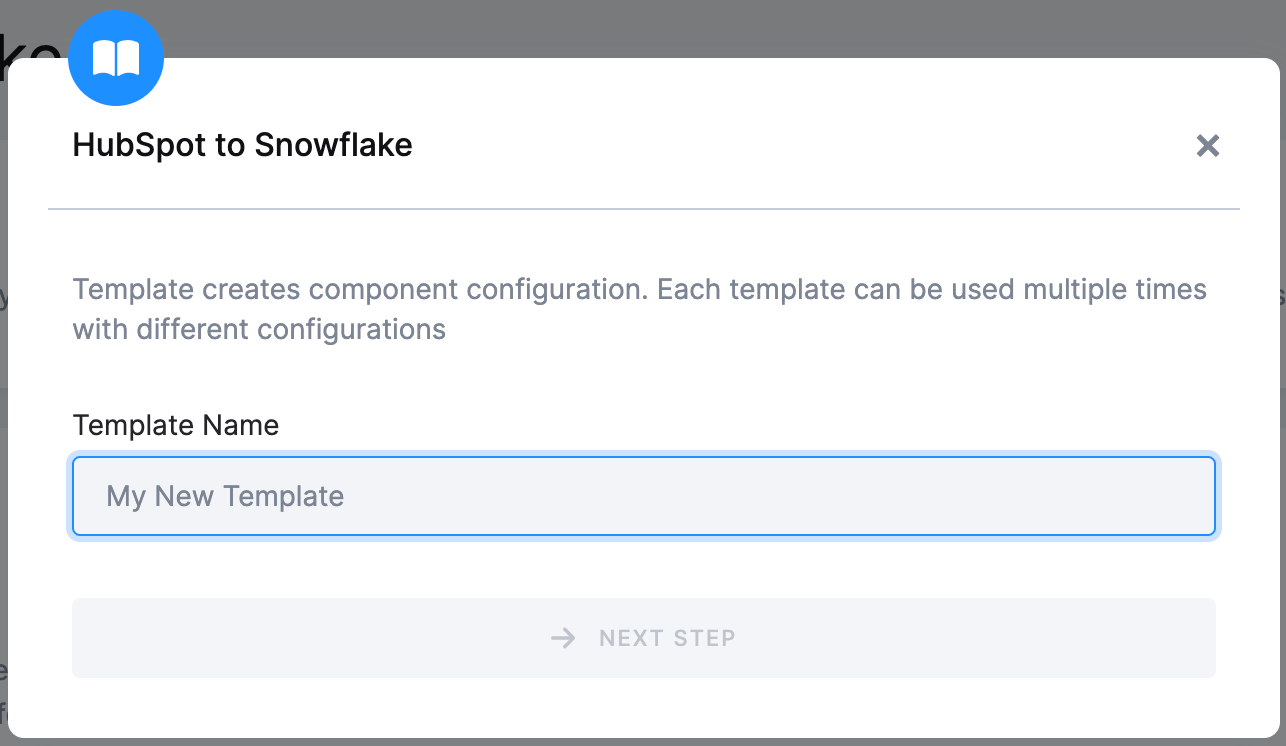 HubSpot to Snowflake
Template creates component configuration. Each template can be used multiple times
with different configurations
Template Name
My New Template
NEXT STEP